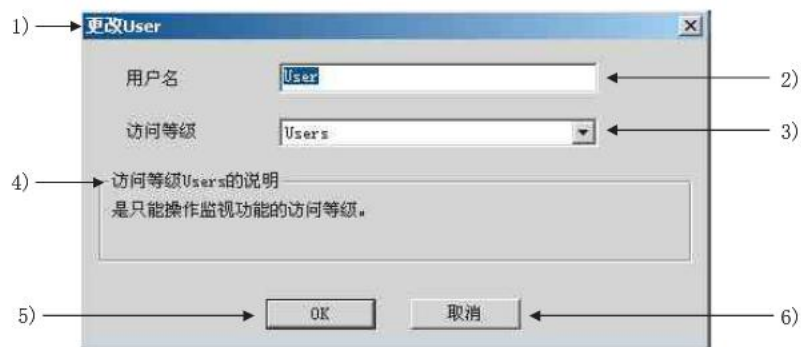 1) 更改User
用户名 User 2)
访问等级 Users 3)
4) 访问等级Users的说明
是只能操作监视功能的访问等级。
5) OK 取消 6)